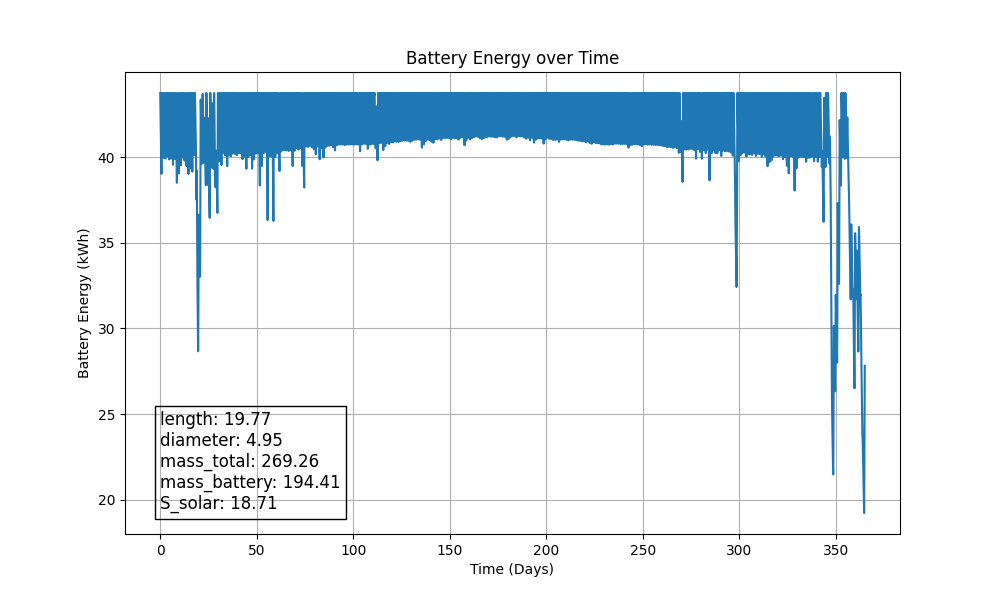 Battery Energy over Time
Battery Energy (kWh)
40
35
30
25
20
length: 19.77
diameter: 4.95
mass_total: 269.26
mass_battery: 194.41
S_solar: 18.71
0 50 100 150 200 250 300 350
Time (Days)